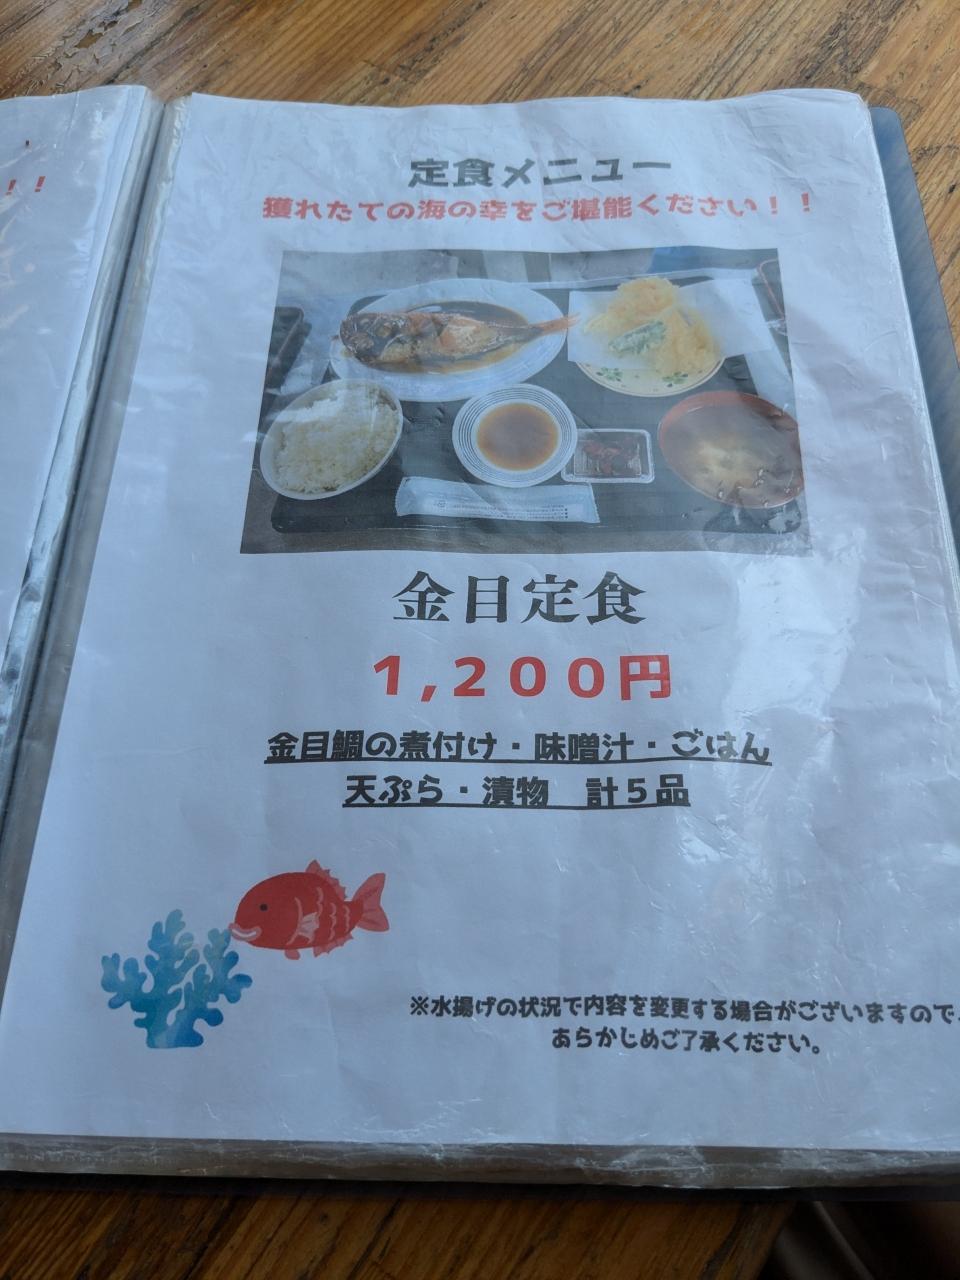 ！！
定食メニュー
獲れたての海の幸をご堪能ください！！
金目定食
1,200円
金目鯛の煮付け・味噌汁・ごはん
天ぷら・漬物　計５品
※水揚げの状況で内容を変更する場合がございますので、
あらかじめご了承ください。